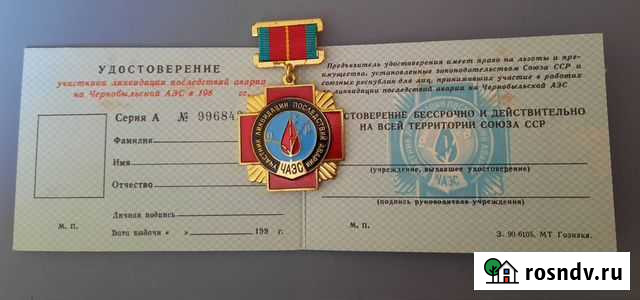 УДОСТОВЕРЕНИЕ
участника ликвидации последствий аварии
на Чернобыльской АЭС в 198 гг.
Серия А № 99684
Фамилия
Имя
Отчество
Личная подпись
М. П.
Дата выдачи « » 199 г.
УЧАСТНИК ЛИКВИДАЦИИ ПОСЛЕДСТВИЙ АВАРИИ
ЧАЭС
Предъявитель удостоверения имеет право на льготы и пре-
имущества, установленные законодательством Союза ССР и
союзных республик для лиц, принимавших участие в работах
по ликвидации последствий аварии на Чернобыльской АЭС
СТОВЕРЕНИЕ БЕССРОЧНО И ДЕЙСТВИТЕЛЬНО
НА ВСЕЙ ТЕРРИТОРИИ СОЮЗА ССР
ЧАЭС
(учреждение, выдавшее удостоверение)
(подпись руководителя учреждения)
М. П.
З. 90-6105. МТ Гознака.
rosndv.ru